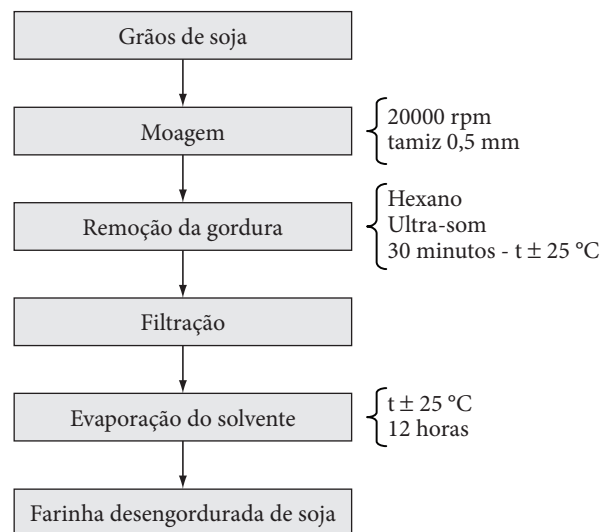 Grãos de soja
Moagem
20000 rpm
tamiz 0,5 mm
Remoção da gordura
Hexano
Ultra-som
30 minutos - t ± 25 °C
Filtração
Evaporação do solvente
t ± 25 °C
12 horas
Farinha desengordurada de soja